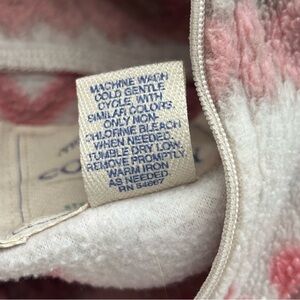 MACHINE WASH
COLD GENTLE
CYCLE, WITH
SIMILAR COLORS.
ONLY NON-
CHLORINE BLEACH
WHEN NEEDED.
TUMBLE DRY LOW.
REMOVE PROMPTLY.
WARM IRON
AS NEEDED
RN 54867